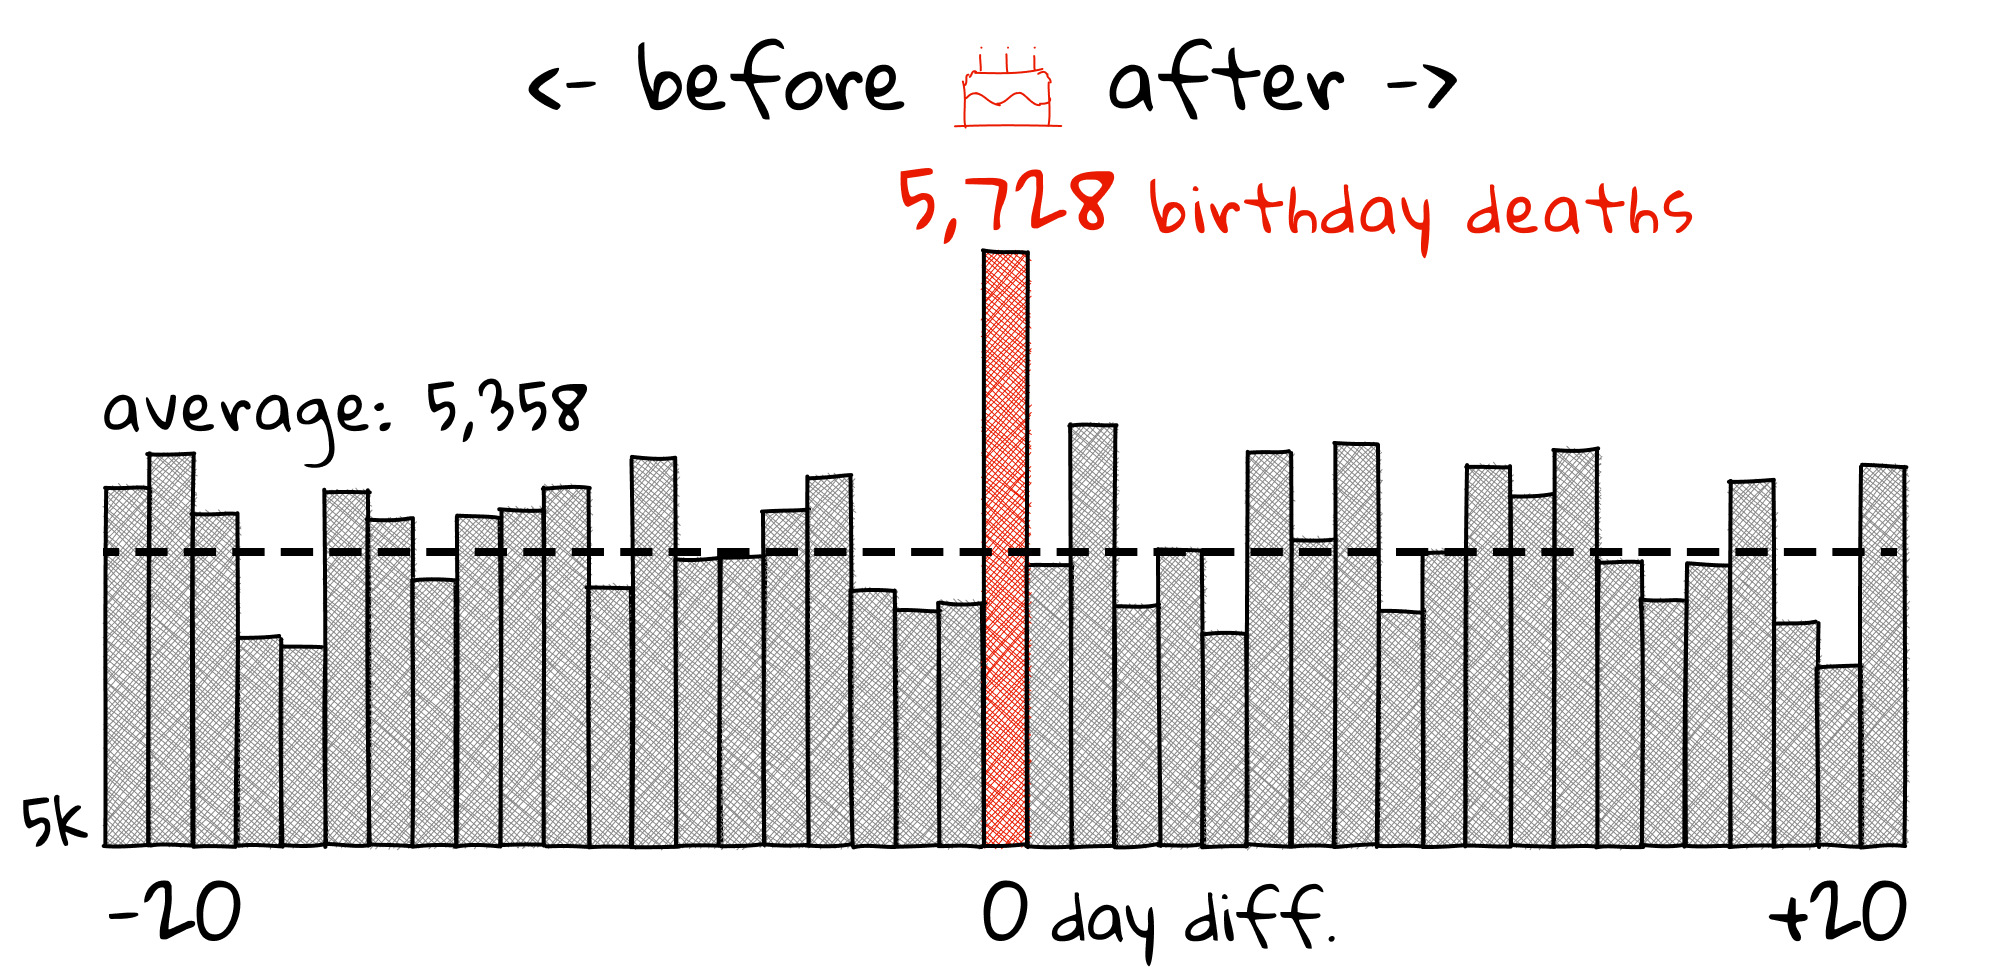 <- before after ->
5,728 birthday deaths
average: 5,358
5k
-20 0 day diff. +20